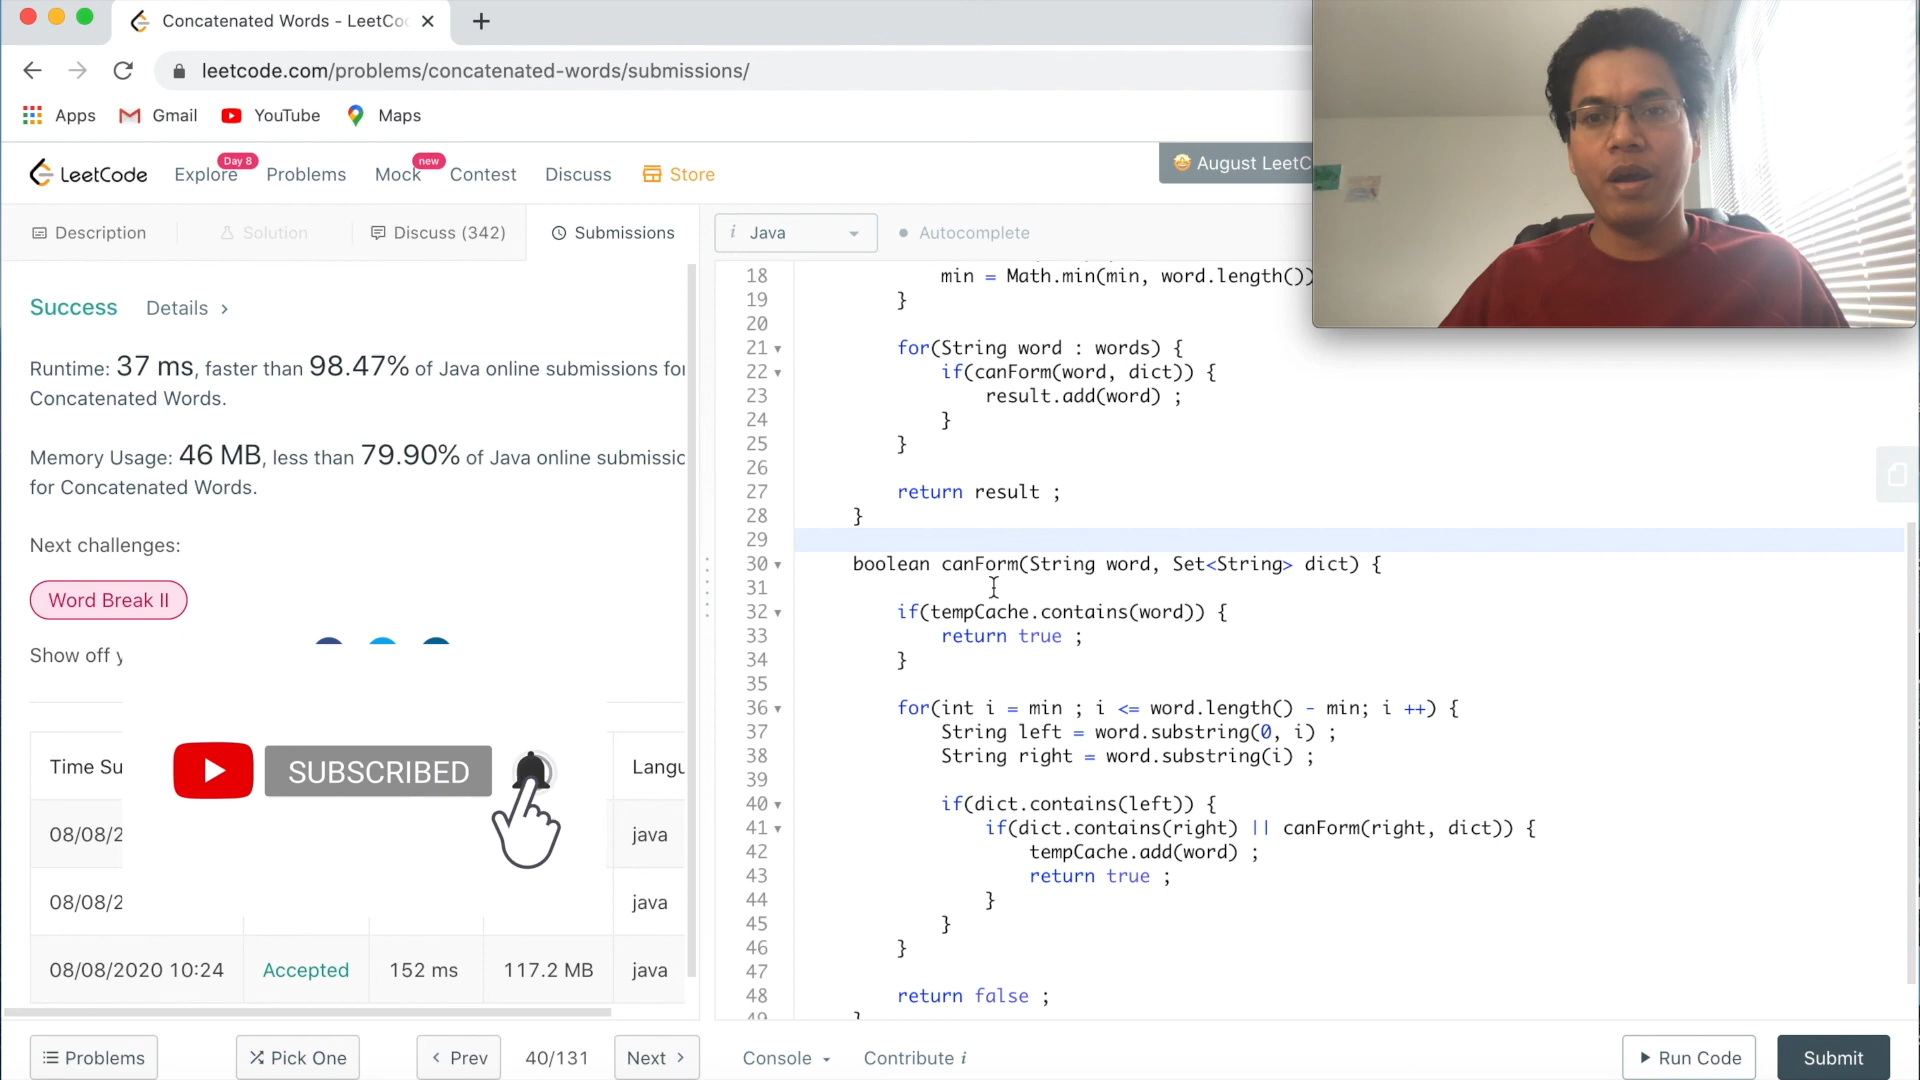 Concatenated Words - LeetCo
leetcode.com/problems/concatenated-words/submissions/
Apps
Gmail
YouTube
Maps
LeetCode
Explore
Day 8
Problems
Mock
new
Contest
Discuss
Store
August LeetC
Description
Solution
Discuss (342)
Submissions
i Java
Autocomplete
Success
Details >
Runtime: 37 ms, faster than 98.47% of Java online submissions for
Concatenated Words.
Memory Usage: 46 MB, less than 79.90% of Java online submissic
for Concatenated Words.
Next challenges:
Word Break II
Show off y
Time Su
Langu
08/08/2
java
08/08/2
java
08/08/2020 10:24
Accepted
152 ms
117.2 MB
java
SUBSCRIBED
18 min = Math.min(min, word.length())
19 }
20
21 for(String word : words) {
22 if(canForm(word, dict)) {
23 result.add(word) ;
24 }
25 }
26
27 return result ;
28 }
29
30 boolean canForm(String word, Set<String> dict) {
31
32 if(tempCache.contains(word)) {
33 return true ;
34 }
35
36 for(int i = min ; i <= word.length() - min; i ++) {
37 String left = word.substring(0, i) ;
38 String right = word.substring(i) ;
39
40 if(dict.contains(left)) {
41 if(dict.contains(right) || canForm(right, dict)) {
42 tempCache.add(word) ;
43 return true ;
44 }
45 }
46 }
47
48 return false ;
49 }
Problems
Pick One
< Prev
40/131
Next >
Console
Contribute i
Run Code
Submit